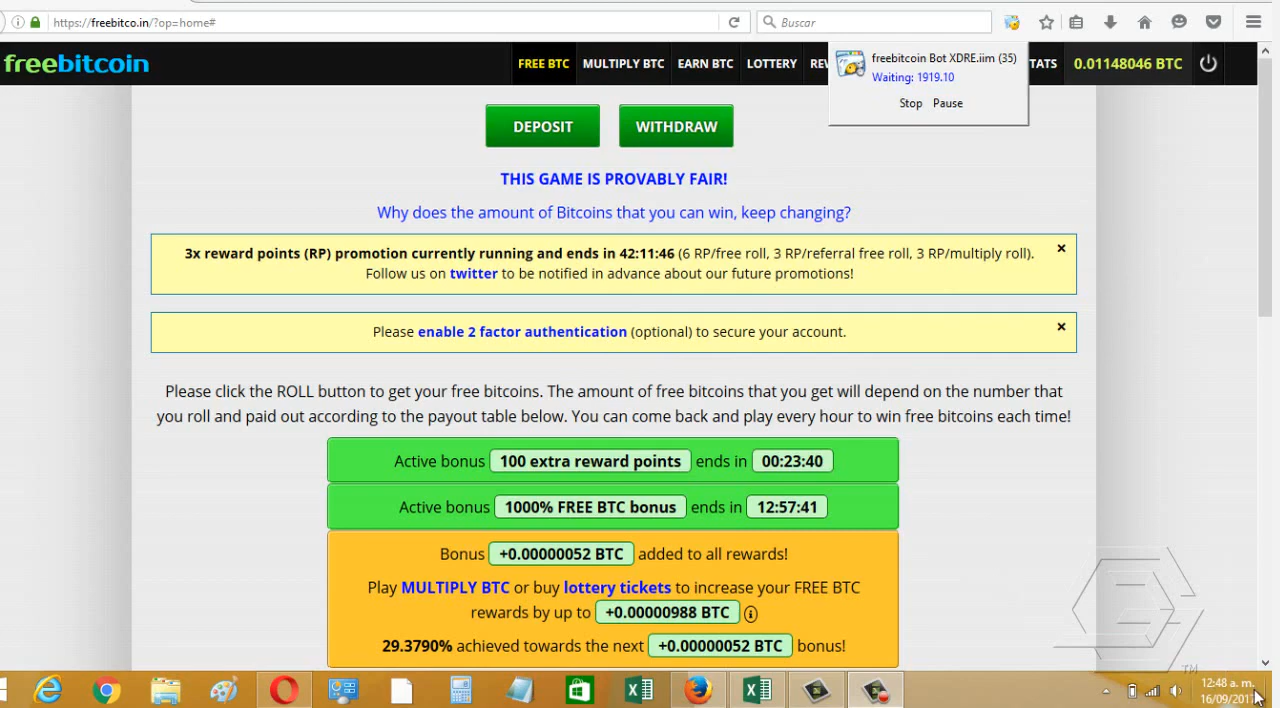 https://freebitco.in/?op=home#
Buscar
freebitcoin
FREE BTC
MULTIPLY BTC
EARN BTC
LOTTERY
TATS
0.01148046 BTC
freebitcoin Bot XDRE.iim (35)
Waiting: 1919.10
Stop Pause
DEPOSIT
WITHDRAW
THIS GAME IS PROVABLY FAIR!
Why does the amount of Bitcoins that you can win, keep changing?
3x reward points (RP) promotion currently running and ends in 42:11:46 (6 RP/free roll, 3 RP/referral free roll, 3 RP/multiply roll).
Follow us on twitter to be notified in advance about our future promotions!
Please enable 2 factor authentication (optional) to secure your account.
Please click the ROLL button to get your free bitcoins. The amount of free bitcoins that you get will depend on the number that
you roll and paid out according to the payout table below. You can come back and play every hour to win free bitcoins each time!
Active bonus 100 extra reward points ends in 00:23:40
Active bonus 1000% FREE BTC bonus ends in 12:57:41
Bonus +0.00000052 BTC added to all rewards!
Play MULTIPLY BTC or buy lottery tickets to increase your FREE BTC
rewards by up to +0.00000988 BTC
29.3790% achieved towards the next +0.00000052 BTC bonus!
TM
12:48 a. m.